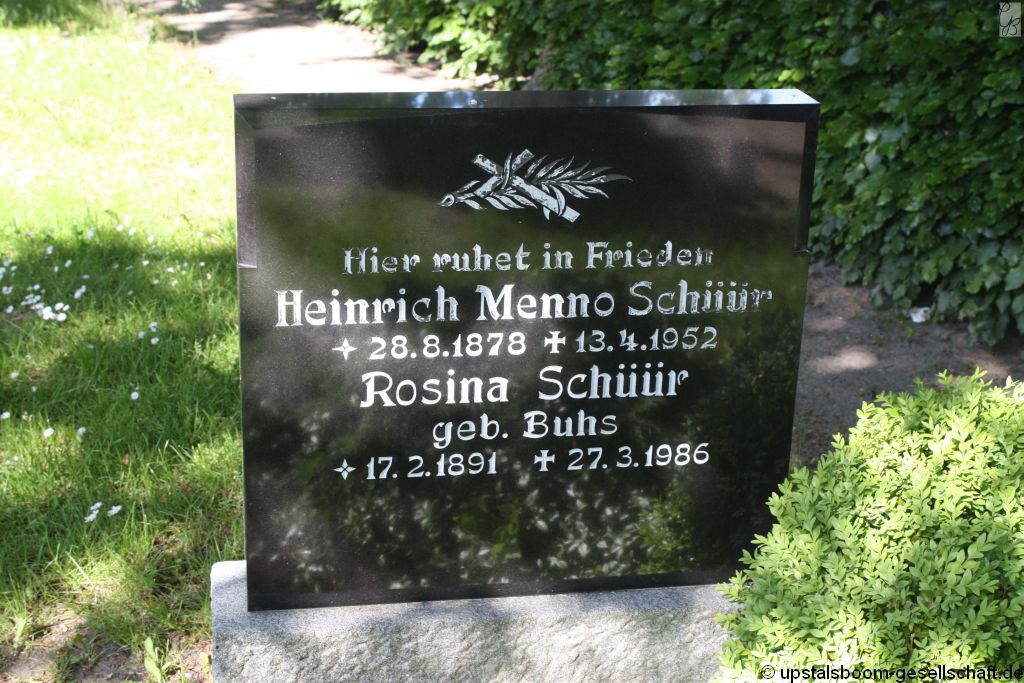 Hier ruhet in Frieden
Heinrich Menno Schüür
✦ 28.8.1878 ✠ 13.4.1952
Rosina Schüür
geb. Buhs
✦ 17.2.1891 ✠ 27.3.1986
© upstalsboom-gesellschaft.de